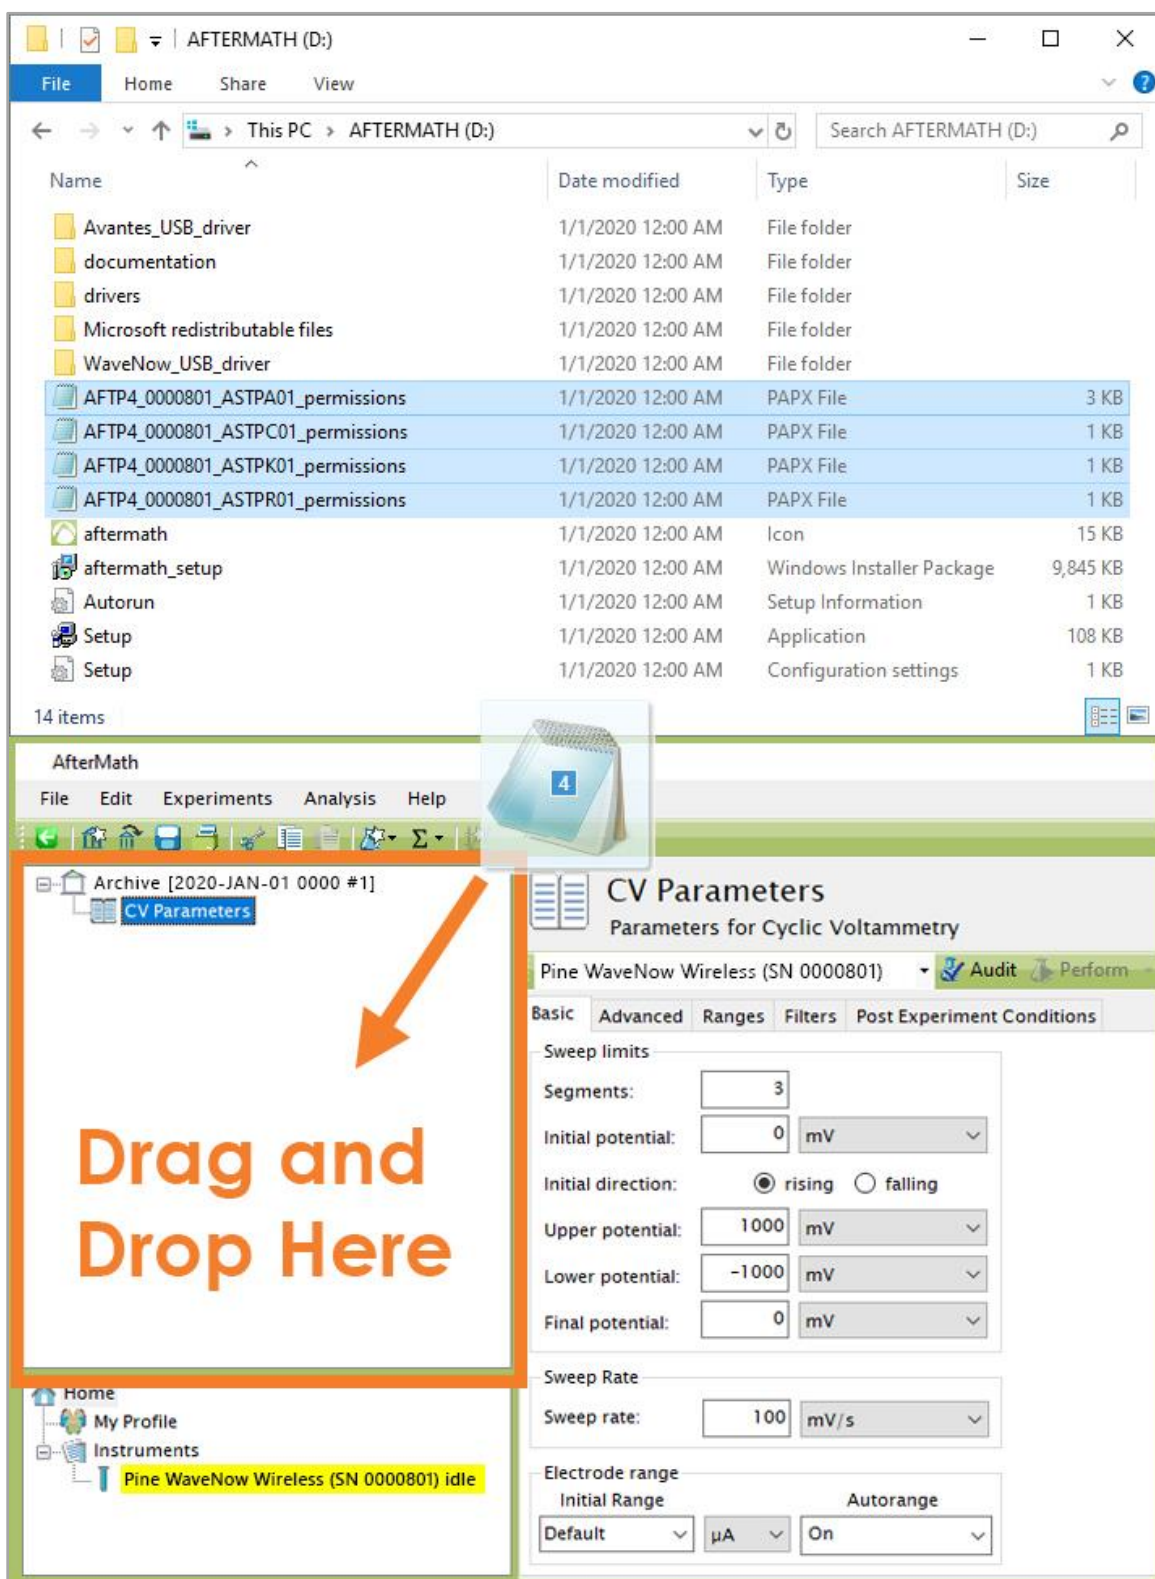 AFTERMATH (D:)
File Home Share View
This PC > AFTERMATH (D:) Search AFTERMATH (D:)
Name Date modified Type Size
Avantes_USB_driver 1/1/2020 12:00 AM File folder
documentation 1/1/2020 12:00 AM File folder
drivers 1/1/2020 12:00 AM File folder
Microsoft redistributable files 1/1/2020 12:00 AM File folder
WaveNow_USB_driver 1/1/2020 12:00 AM File folder
AFTP4_0000801_ASTPA01_permissions 1/1/2020 12:00 AM PAPX File 3 KB
AFTP4_0000801_ASTPC01_permissions 1/1/2020 12:00 AM PAPX File 1 KB
AFTP4_0000801_ASTPK01_permissions 1/1/2020 12:00 AM PAPX File 1 KB
AFTP4_0000801_ASTPR01_permissions 1/1/2020 12:00 AM PAPX File 1 KB
aftermath 1/1/2020 12:00 AM Icon 15 KB
aftermath_setup 1/1/2020 12:00 AM Windows Installer Package 9,845 KB
Autorun 1/1/2020 12:00 AM Setup Information 1 KB
Setup 1/1/2020 12:00 AM Application 108 KB
Setup 1/1/2020 12:00 AM Configuration settings 1 KB
14 items
4
AfterMath
File Edit Experiments Analysis Help
Archive [2020-JAN-01 0000 #1]
CV Parameters
Drag and
Drop Here
Home
My Profile
Instruments
Pine WaveNow Wireless (SN 0000801) idle
CV Parameters
Parameters for Cyclic Voltammetry
Pine WaveNow Wireless (SN 0000801) Audit Perform
Basic Advanced Ranges Filters Post Experiment Conditions
Sweep limits
Segments: 3
Initial potential: 0 mV
Initial direction: rising falling
Upper potential: 1000 mV
Lower potential: -1000 mV
Final potential: 0 mV
Sweep Rate
Sweep rate: 100 mV/s
Electrode range
Initial Range Autorange
Default µA On